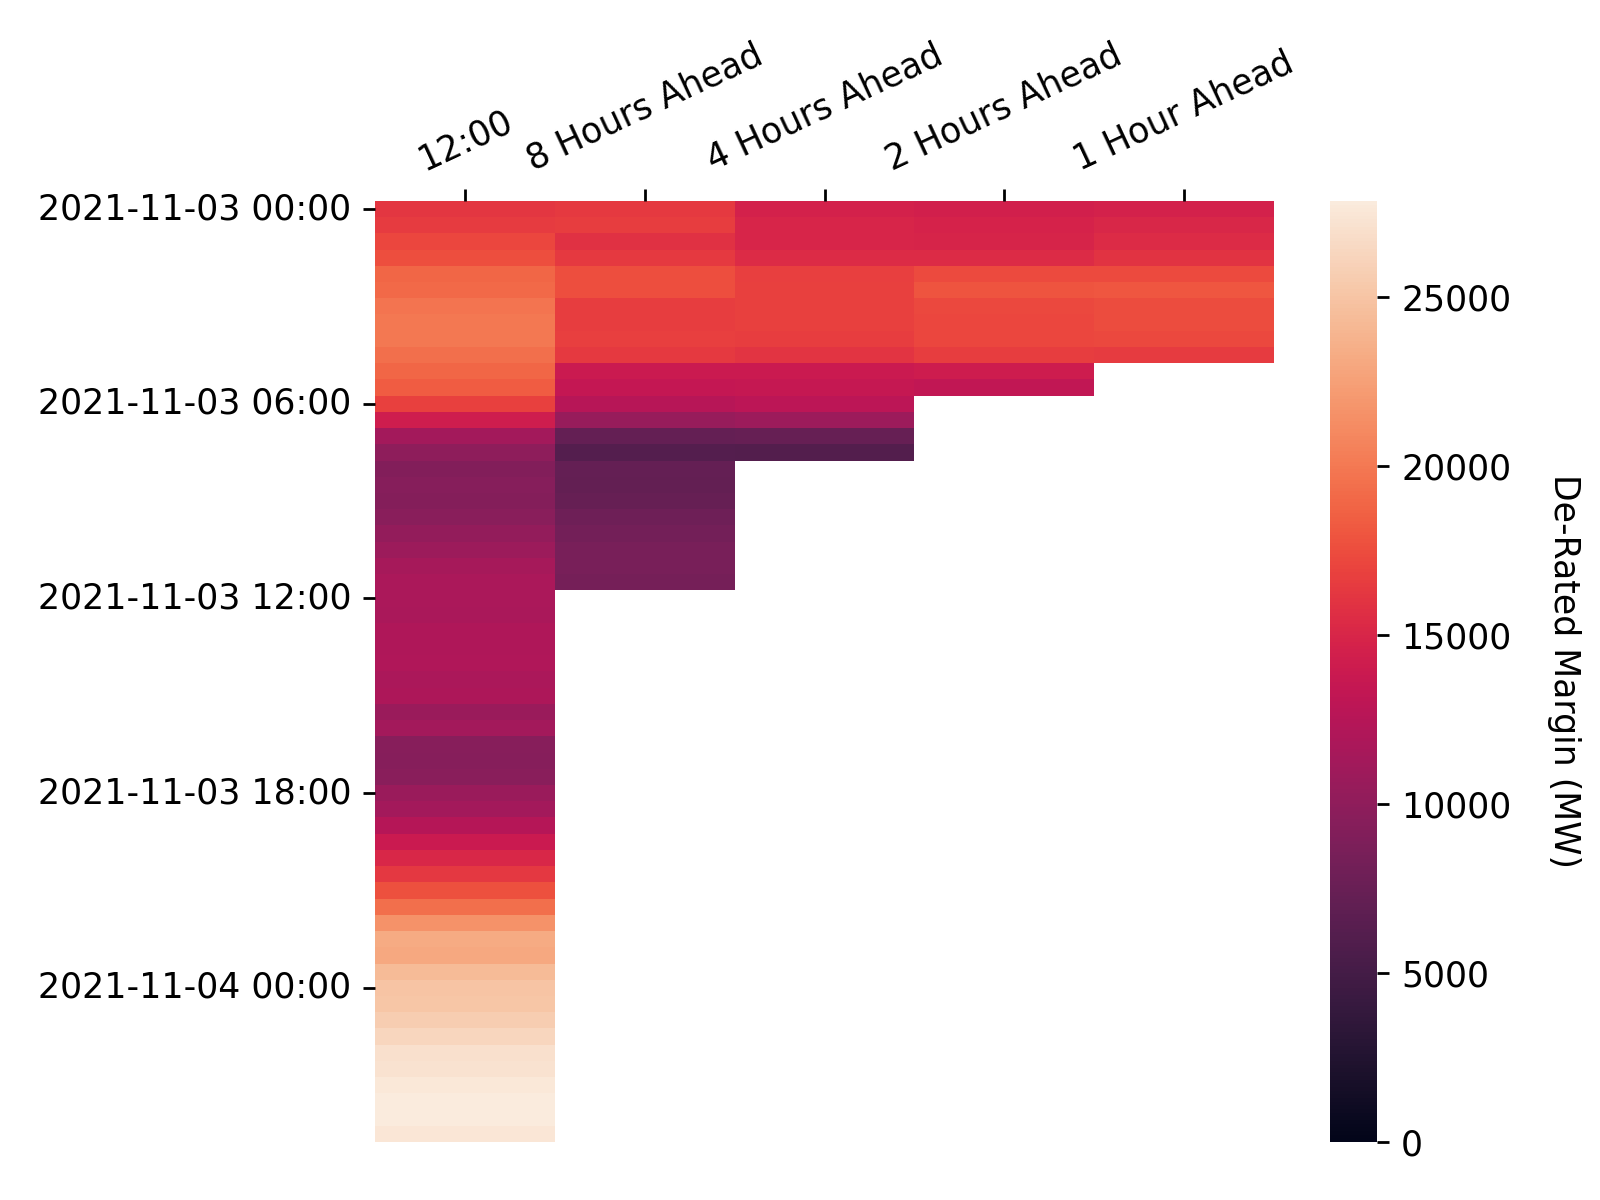 12:00
8 Hours Ahead
4 Hours Ahead
2 Hours Ahead
1 Hour Ahead
2021-11-03 00:00
2021-11-03 06:00
2021-11-03 12:00
2021-11-03 18:00
2021-11-04 00:00
25000
20000
15000
10000
5000
0
De-Rated Margin (MW)